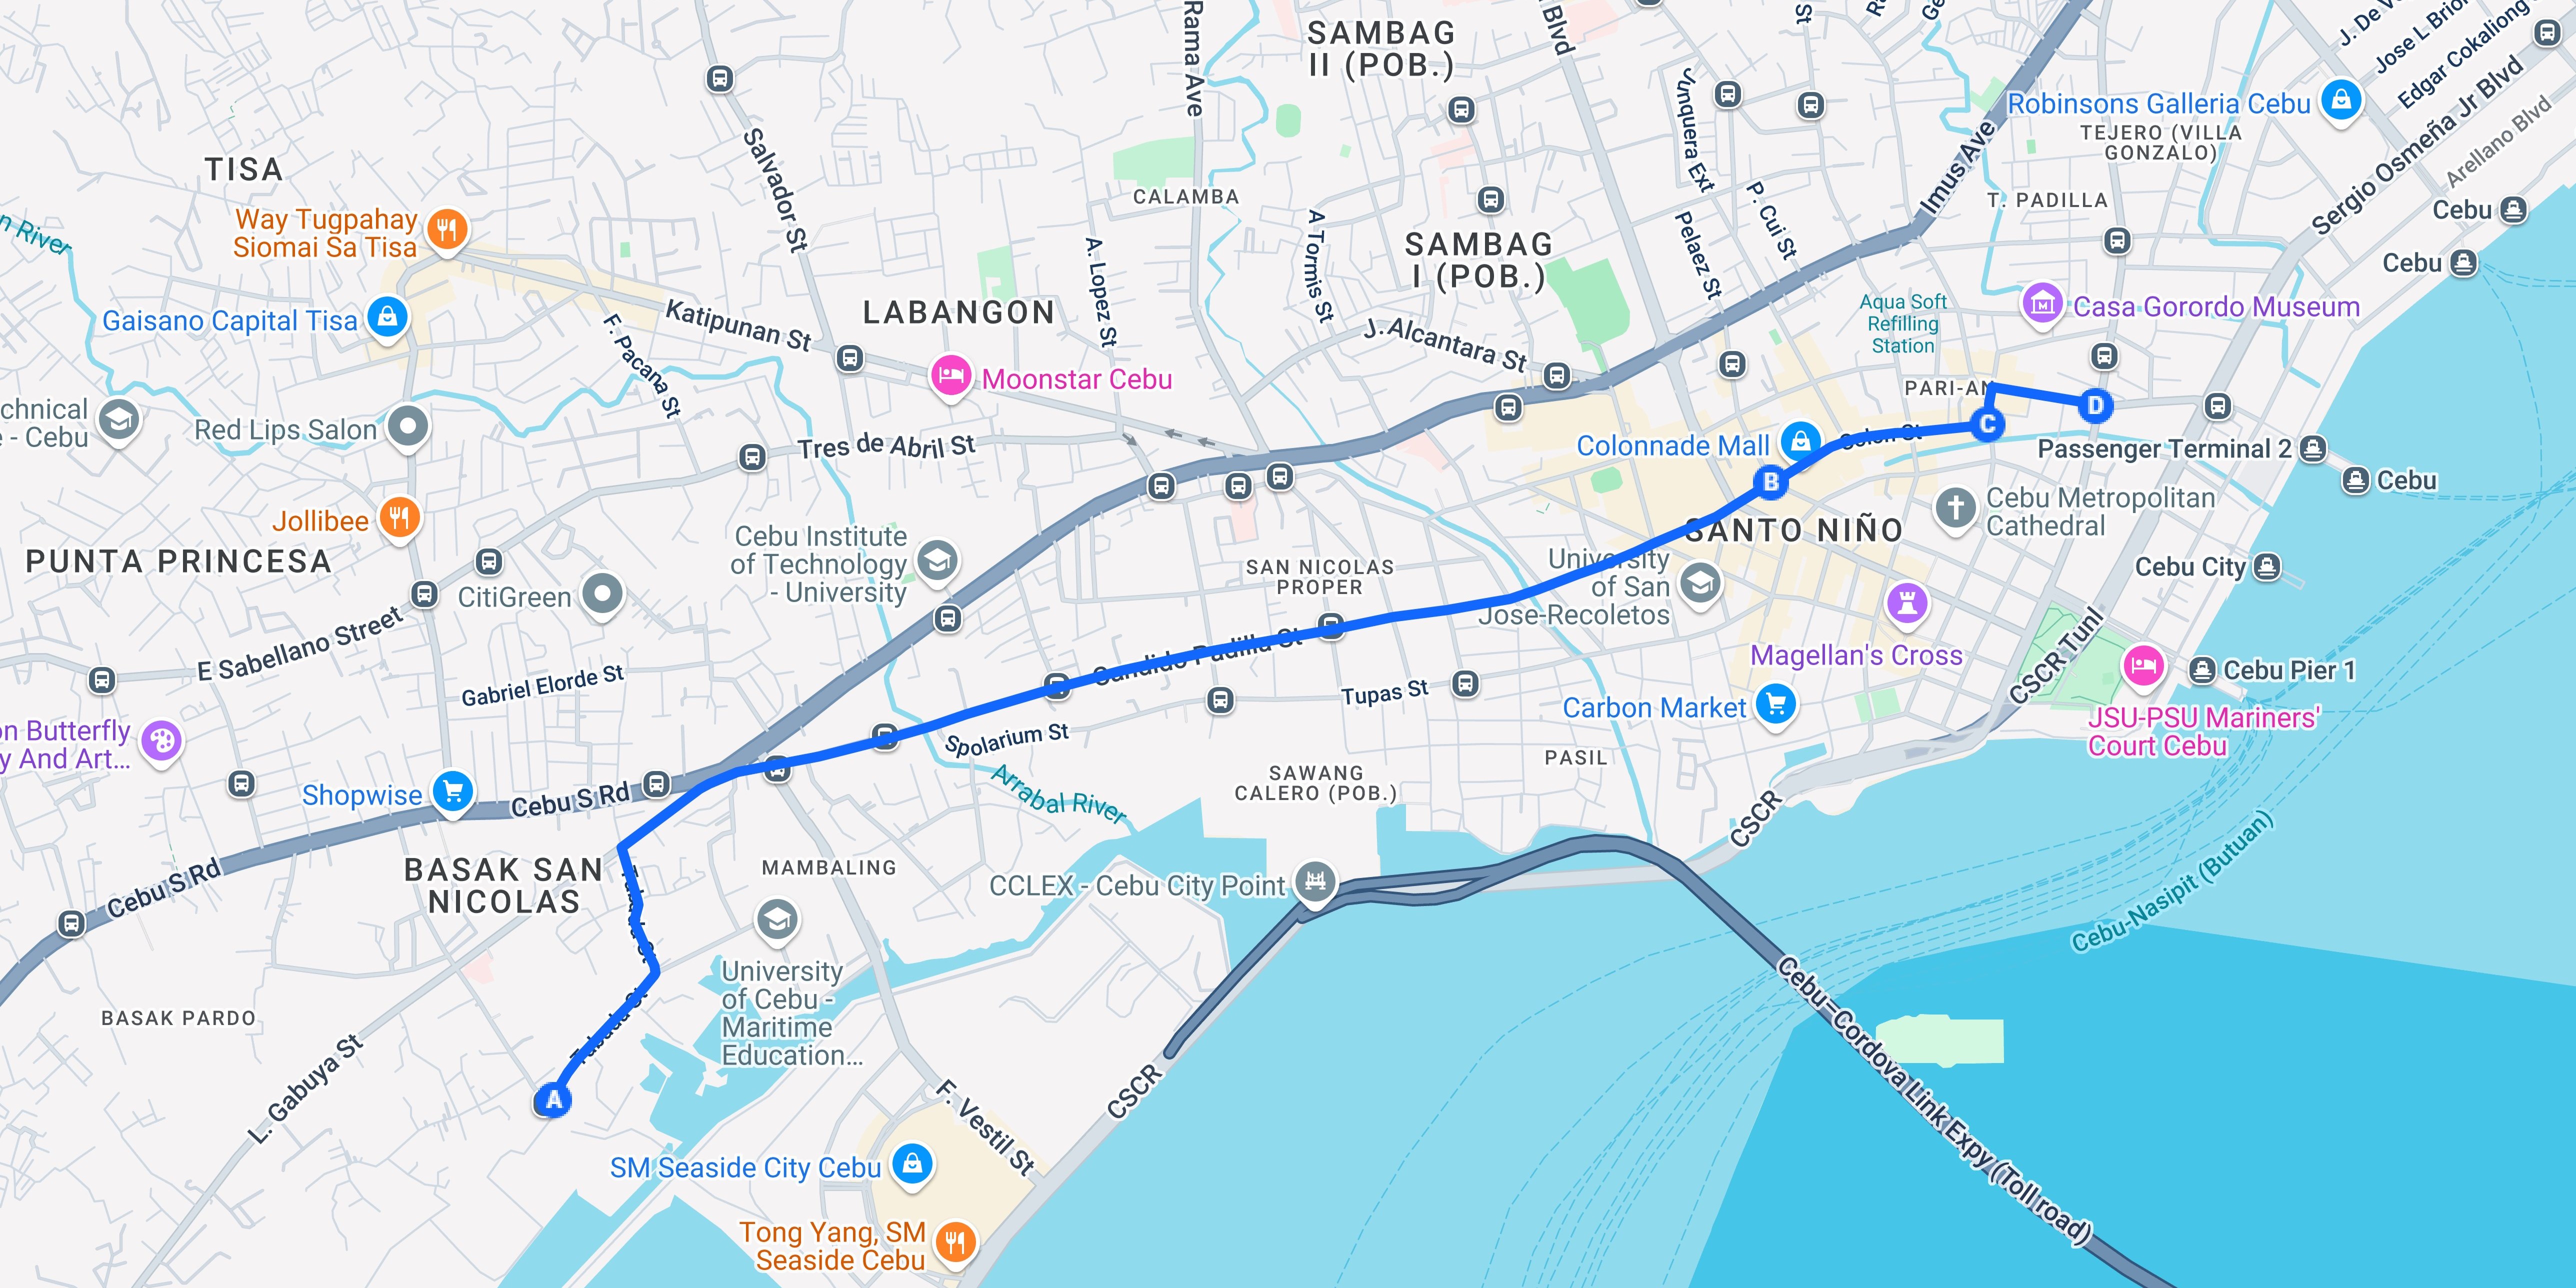 SAMBAG
II (POB.)
Rama Ave
Blvd
St
J. De V
Jose L Brion
Edgar Cokaliong
Sergio Osmeña Jr Blvd
Arellano Blvd
Robinsons Galleria Cebu
TEJERO (VILLA
GONZALO)
Junquera Ext
P. Cui St
Pelaez St
Imus Ave
T. PADILLA
Cebu
Cebu
TISA
Way Tugpahay
Siomai Sa Tisa
n River
Salvador St
CALAMBA
A. Lopez St
A Tormis St
SAMBAG
I (POB.)
Gaisano Capital Tisa
F. Pacana St
Katipunan St
LABANGON
Moonstar Cebu
J. Alcantara St
Aqua Soft
Refilling
Station
Casa Gorordo Museum
PARI-AN
D
C
chnical
e - Cebu
Red Lips Salon
Tres de Abril St
Colonnade Mall
Colon St
B
Passenger Terminal 2
Cebu
Jollibee
PUNTA PRINCESA
CitiGreen
Cebu Institute
of Technology
- University
SAN NICOLAS
PROPER
SANTO NIÑO
Cebu Metropolitan
Cathedral
University
of San
Jose-Recoletos
Cebu City
E Sabellano Street
Gabriel Elorde St
Candido Padilla St
Tupas St
Magellan's Cross
CSCR Tunl
Cebu Pier 1
JSU-PSU Mariners'
Court Cebu
Carbon Market
on Butterfly
y And Art...
Spolarium St
Arrabal River
SAWANG
CALERO (POB.)
PASIL
Shopwise
Cebu S Rd
Cebu S Rd
BASAK SAN
NICOLAS
MAMBALING
CCLEX - Cebu City Point
CSCR
Cebu-Nasipit (Butuan)
University
of Cebu -
Maritime
Education...
BASAK PARDO
L. Gabuya St
A
F. Vestil St
CSCR
Cebu-Cordova Link Expy (Toll road)
SM Seaside City Cebu
Tong Yang, SM
Seaside Cebu